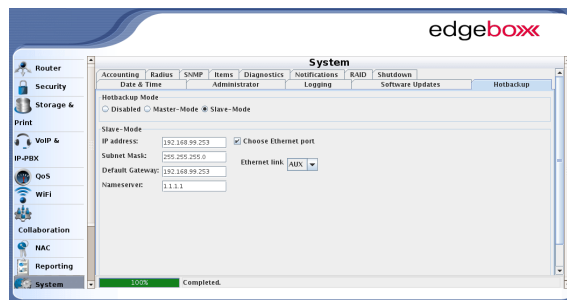 edgeboxx
System
Router
Security
Storage &
Print
VoIP &
IP-PBX
QoS
WiFi
Collaboration
NAC
Reporting
System
Accounting Radius SNMP Items Diagnostics Notifications RAID Shutdown
Date & Time Administrator Logging Software Updates Hotbackup
Hotbackup Mode
Disabled Master-Mode Slave-Mode
Slave-Mode
IP address: 192.168.99.253 Choose Ethernet port
Subnet Mask: 255.255.255.0 Ethernet link AUX
Default Gateway: 192.168.99.253
Nameserver: 1.1.1.1
100% Completed.